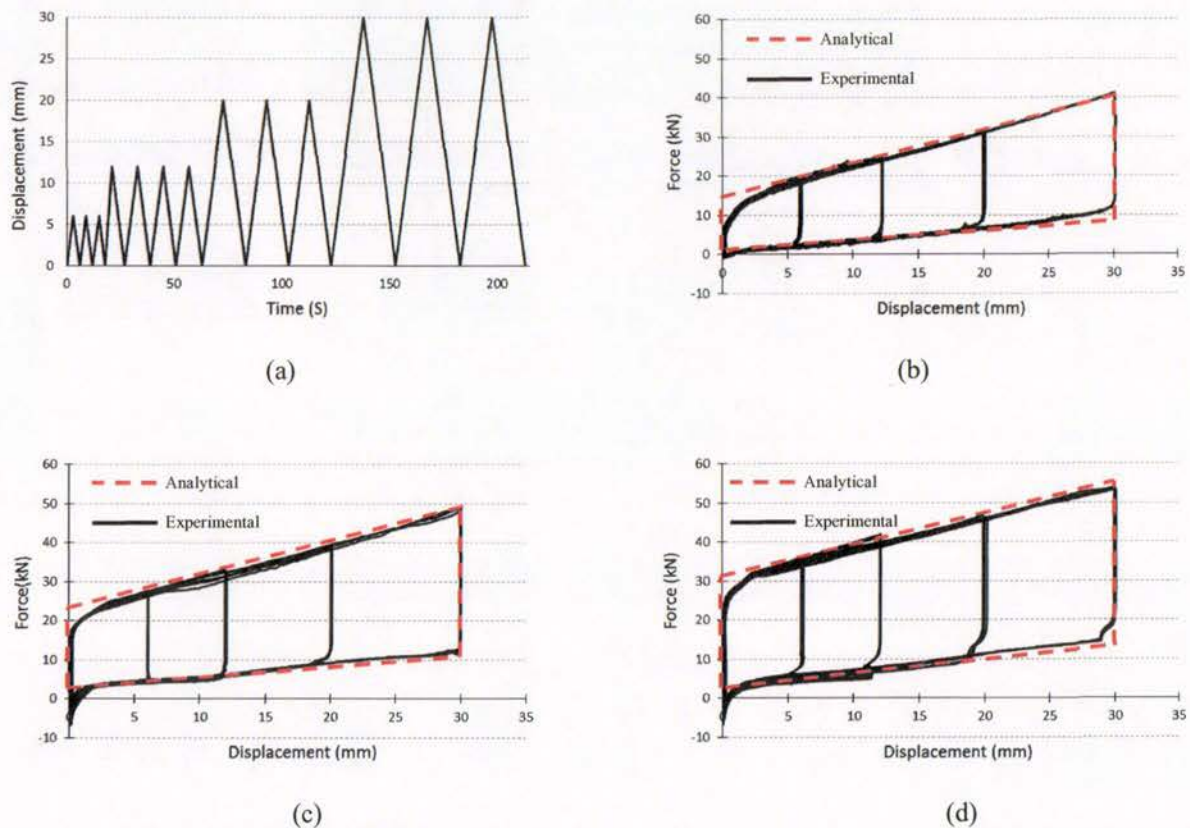 30
25
20
15
10
5
0
Displacement (mm)
0 50 100 150 200
Time (S)
(a)
60
50
40
30
20
10
0
-10
Force (kN)
Analytical
Experimental
0 5 10 15 20 25 30 35
Displacement (mm)
(b)
60
50
40
30
20
10
0
-10
Force(kN)
Analytical
Experimental
0 5 10 15 20 25 30 35
Displacement (mm)
(c)
60
50
40
30
20
10
0
-10
Force (kN)
Analytical
Experimental
0 5 10 15 20 25 30 35
Displacement (mm)
(d)